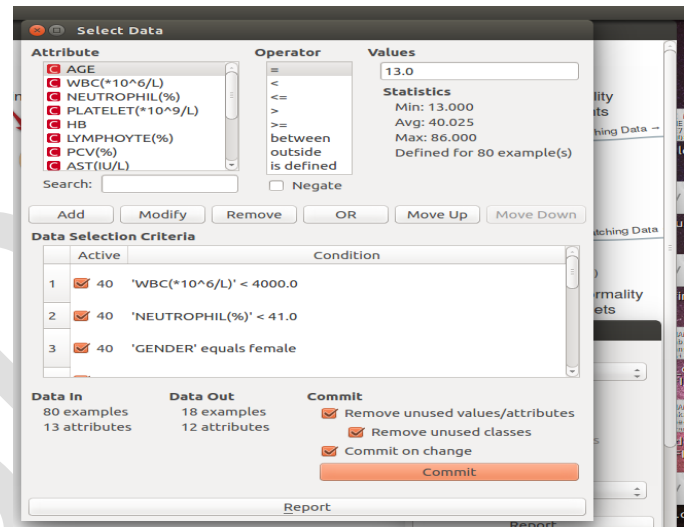 Select Data
Attribute Operator Values
AGE
WBC(*10^6/L)
NEUTROPHIL(%)
PLATELET(*10^9/L)
HB
LYMPHOYTE(%)
PCV(%)
AST(IU/L)
=
<
<=
>
>=
between
outside
is defined
13.0
Statistics
Min: 13.000
Avg: 40.025
Max: 86.000
Defined for 80 example(s)
Search:
Negate
Add Modify Remove OR Move Up Move Down
Data Selection Criteria
Active Condition
1 40 'WBC(*10^6/L)' < 4000.0
2 40 'NEUTROPHIL(%)' < 41.0
3 40 'GENDER' equals female
Data In
80 examples
13 attributes
Data Out
18 examples
12 attributes
Commit
Remove unused values/attributes
Remove unused classes
Commit on change
Commit
Report
lity
ts
hing Data
tching Data
rmality
ets
Report